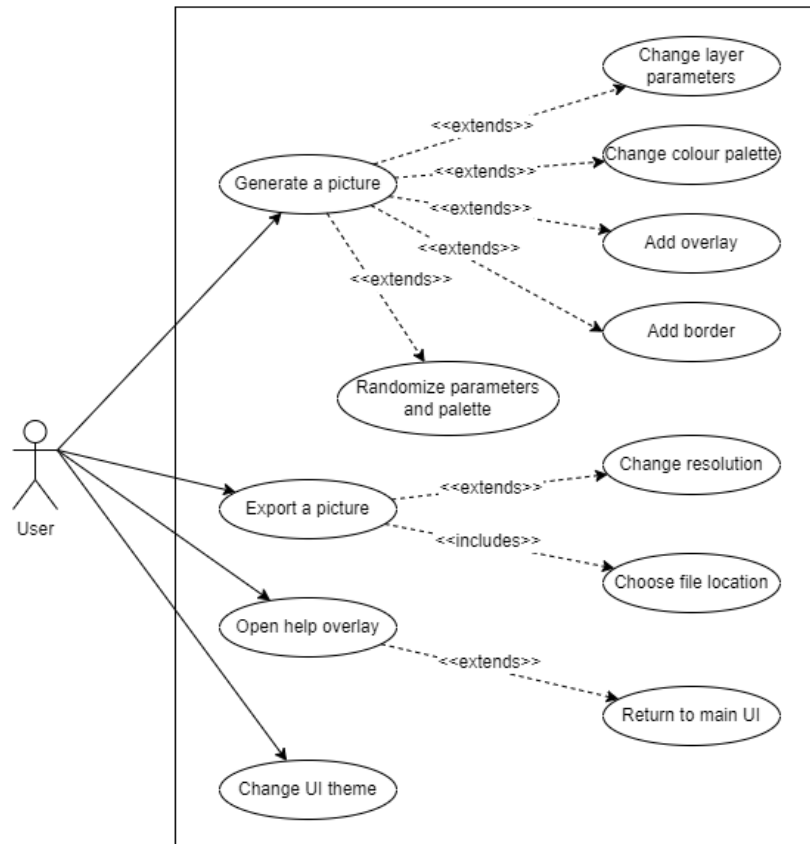 Change layer
parameters
<<extends>>
Generate a picture
<<extends>>
Change colour palette
<<extends>>
Add overlay
<<extends>>
<<extends>>
Add border
Randomize parameters
and palette
User
Export a picture
<<extends>>
Change resolution
<<includes>>
Choose file location
Open help overlay
<<extends>>
Return to main UI
Change UI theme